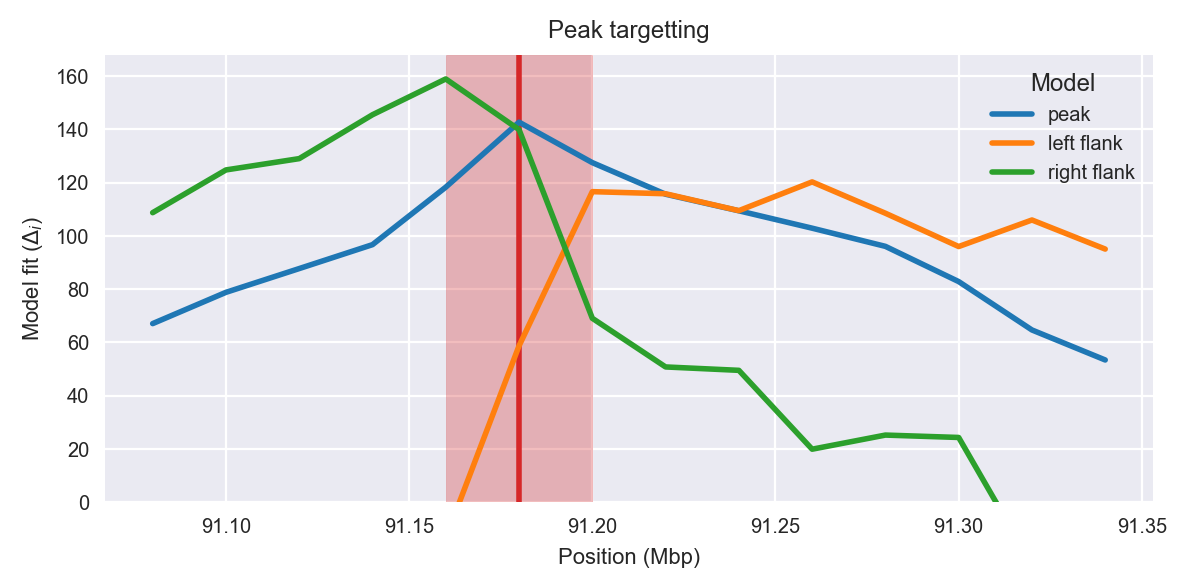 Peak targetting
Model
peak
left flank
right flank
Model fit (Δi)
160
140
120
100
80
60
40
20
0
91.10 91.15 91.20 91.25 91.30 91.35
Position (Mbp)